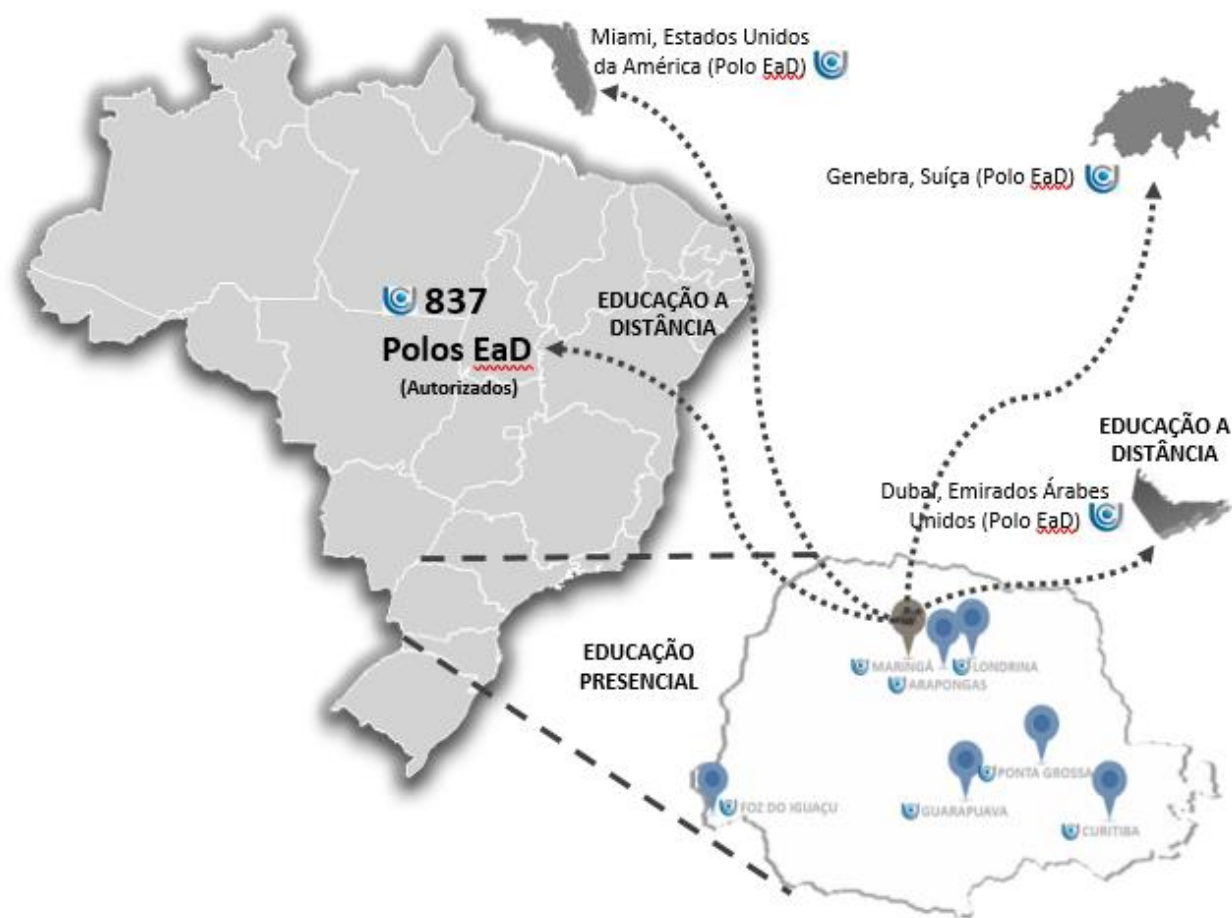 Miami, Estados Unidos
da América (Polo EaD)
Genebra, Suíça (Polo EaD)
837
Polos EaD
(Autorizados)
EDUCAÇÃO A
DISTÂNCIA
EDUCAÇÃO A
DISTÂNCIA
Dubai, Emirados Árabes
Unidos (Polo EaD)
EDUCAÇÃO
PRESENCIAL
MARINGÁ
LONDRINA
ARAPONGAS
PONTA GROSSA
FOZ DO IGUAÇU
GUARAPUAVA
CURITIBA